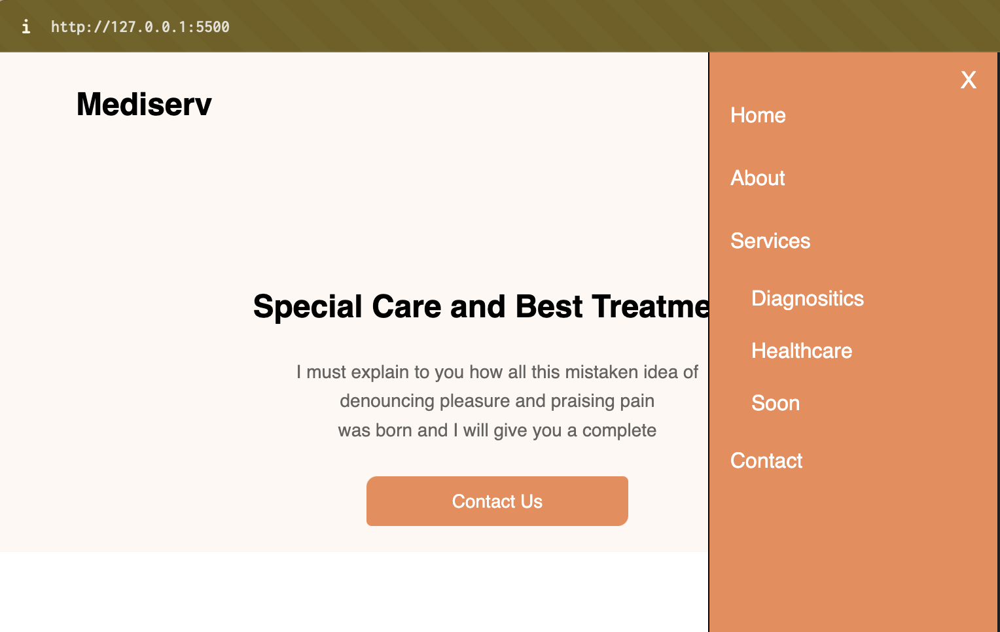 i http://127.0.0.1:5500
Mediserv
X
Home
About
Services
Diagnositics
Healthcare
Soon
Contact
Special Care and Best Treatme
I must explain to you how all this mistaken idea of
denouncing pleasure and praising pain
was born and I will give you a complete
Contact Us